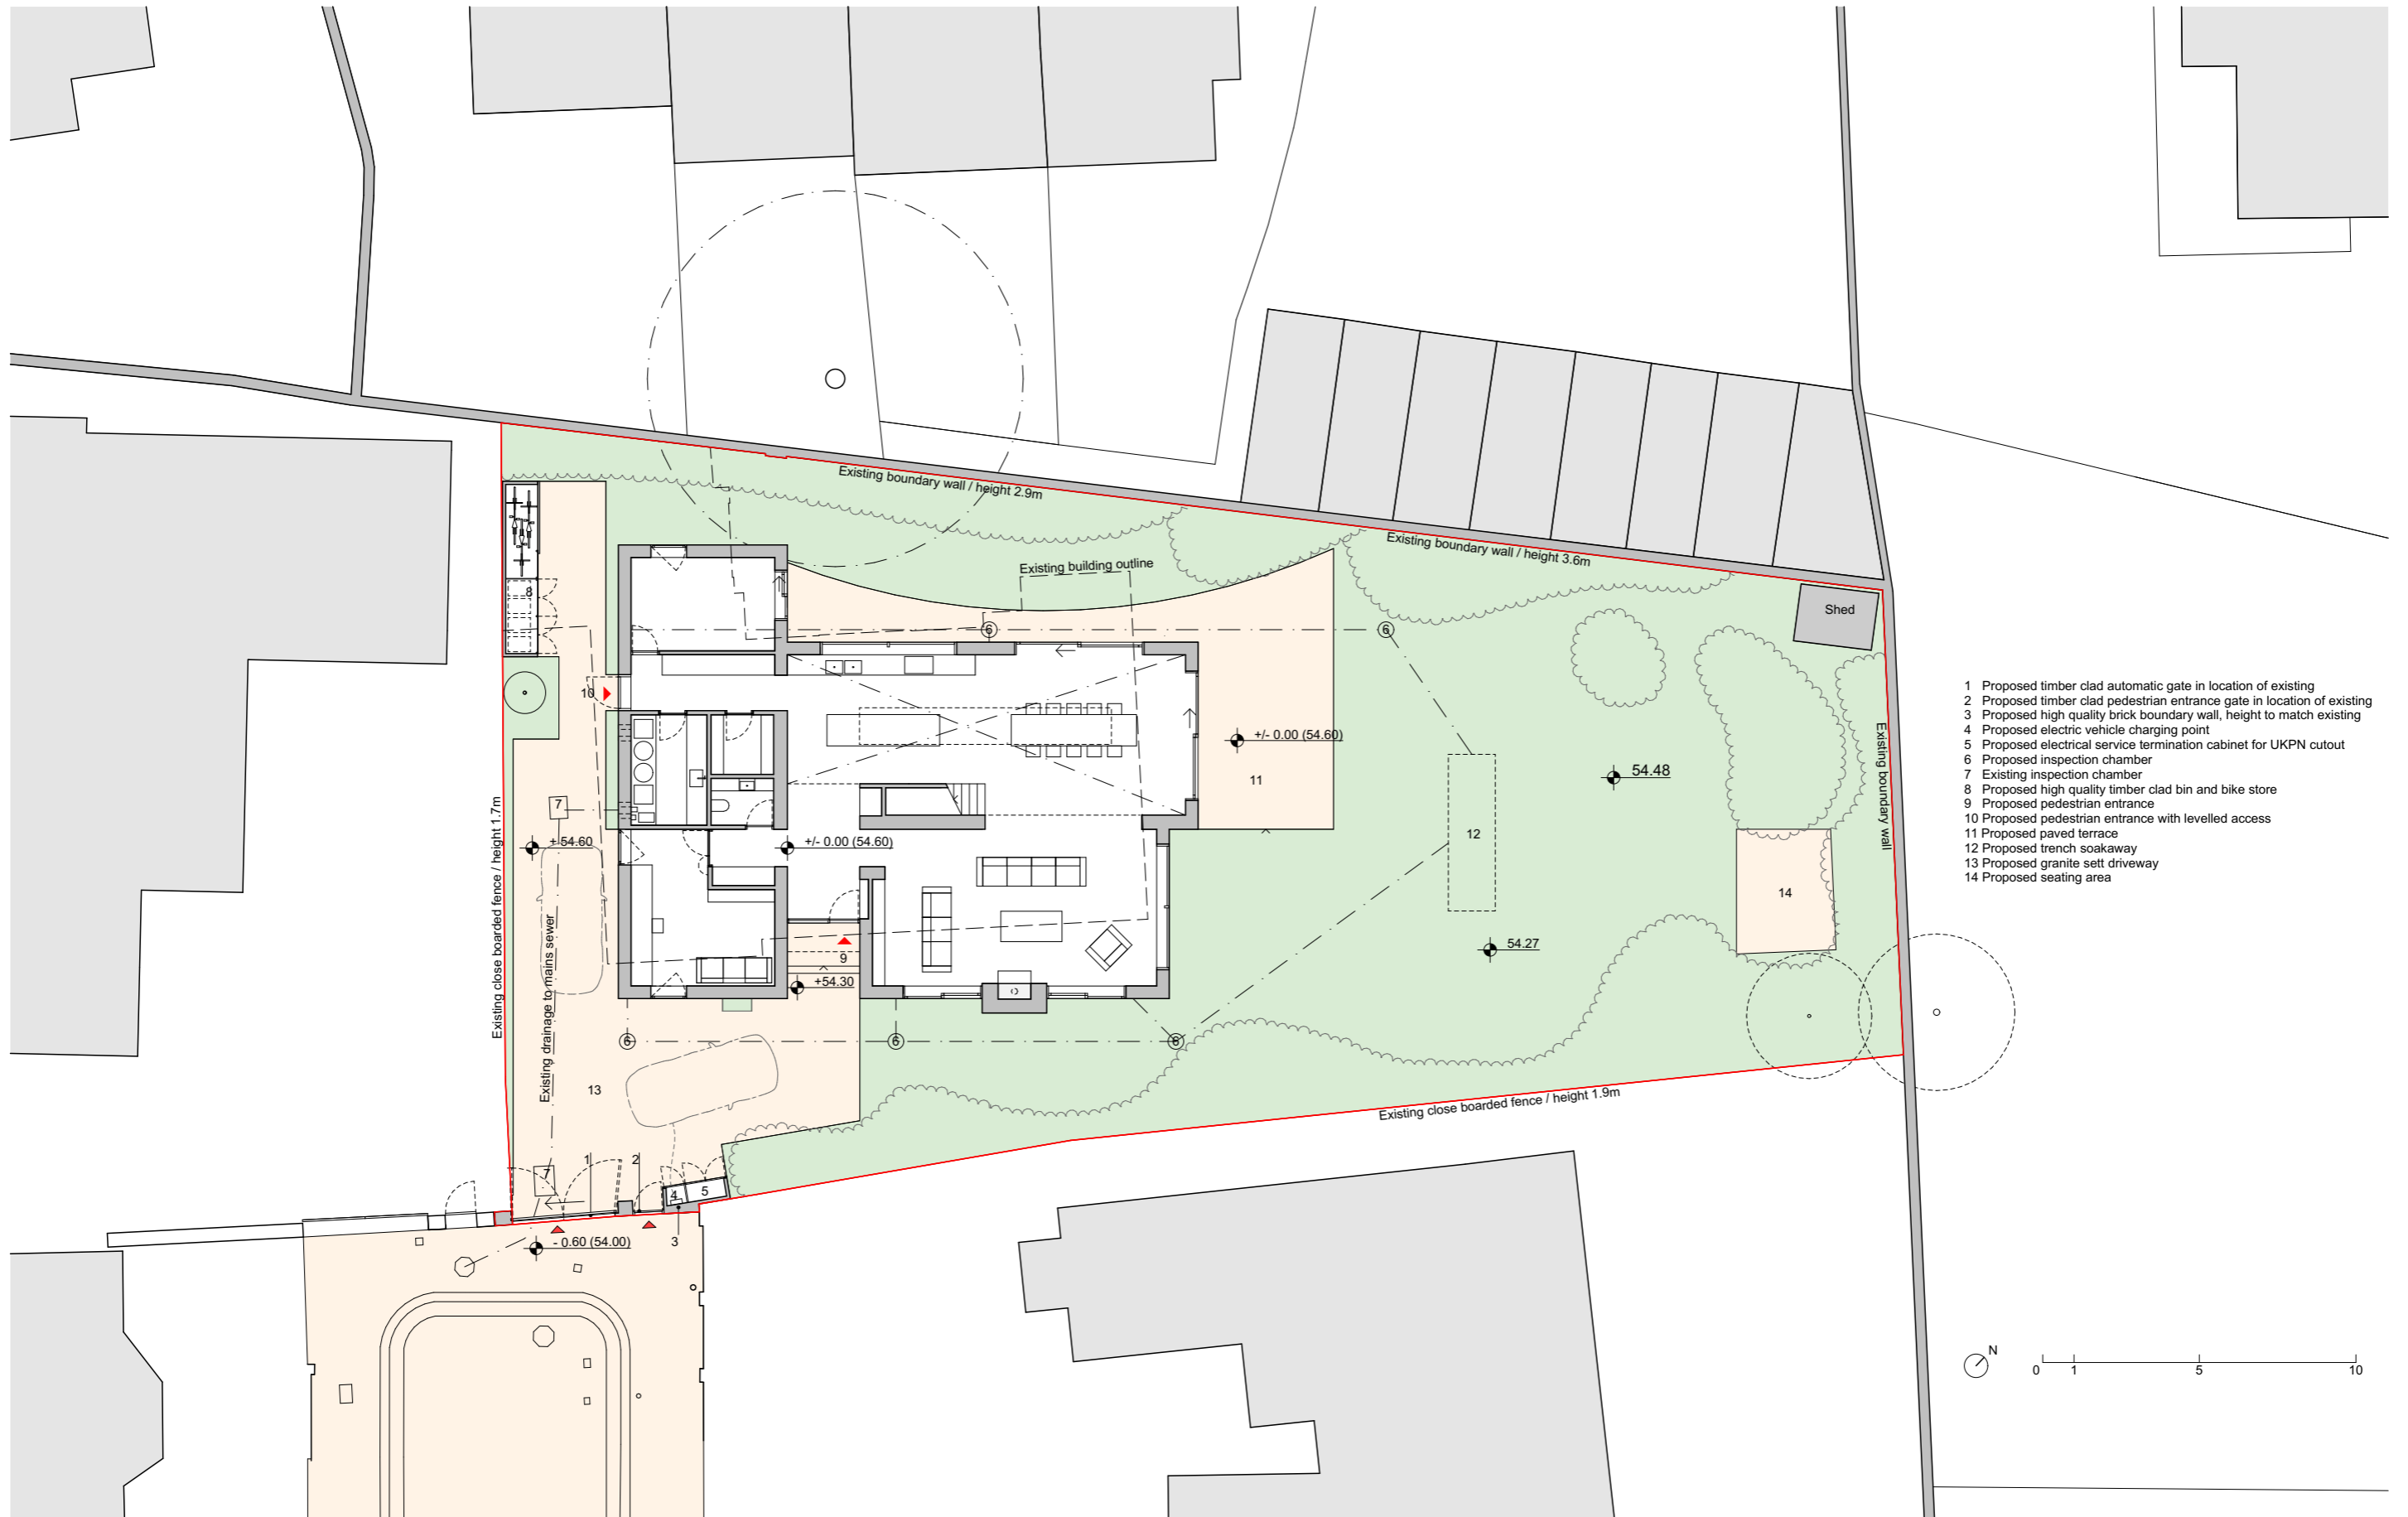 Existing boundary wall / height 2.9m
Existing boundary wall / height 3.6m
Existing building outline
8
6
6
Shed
10
1 Proposed timber clad automatic gate in location of existing
2 Proposed timber clad pedestrian entrance gate in location of existing
3 Proposed high quality brick boundary wall, height to match existing
4 Proposed electric vehicle charging point
5 Proposed electrical service termination cabinet for UKPN cutout
6 Proposed inspection chamber
7 Existing inspection chamber
8 Proposed high quality timber clad bin and bike store
9 Proposed pedestrian entrance
10 Proposed pedestrian entrance with levelled access
11 Proposed paved terrace
12 Proposed trench soakaway
13 Proposed granite sett driveway
14 Proposed seating area
+/- 0.00 (54.60)
11
54.48
Existing boundary wall
7
12
+ 54.60
+/- 0.00 (54.60)
14
Existing close boarded fence / height 1.7m
Existing drainage to mains sewer
9
54.27
+54.30
6
6
6
13
Existing close boarded fence / height 1.9m
1
2
7
4
5
3
- 0.60 (54.00)
N
0 1 5 10